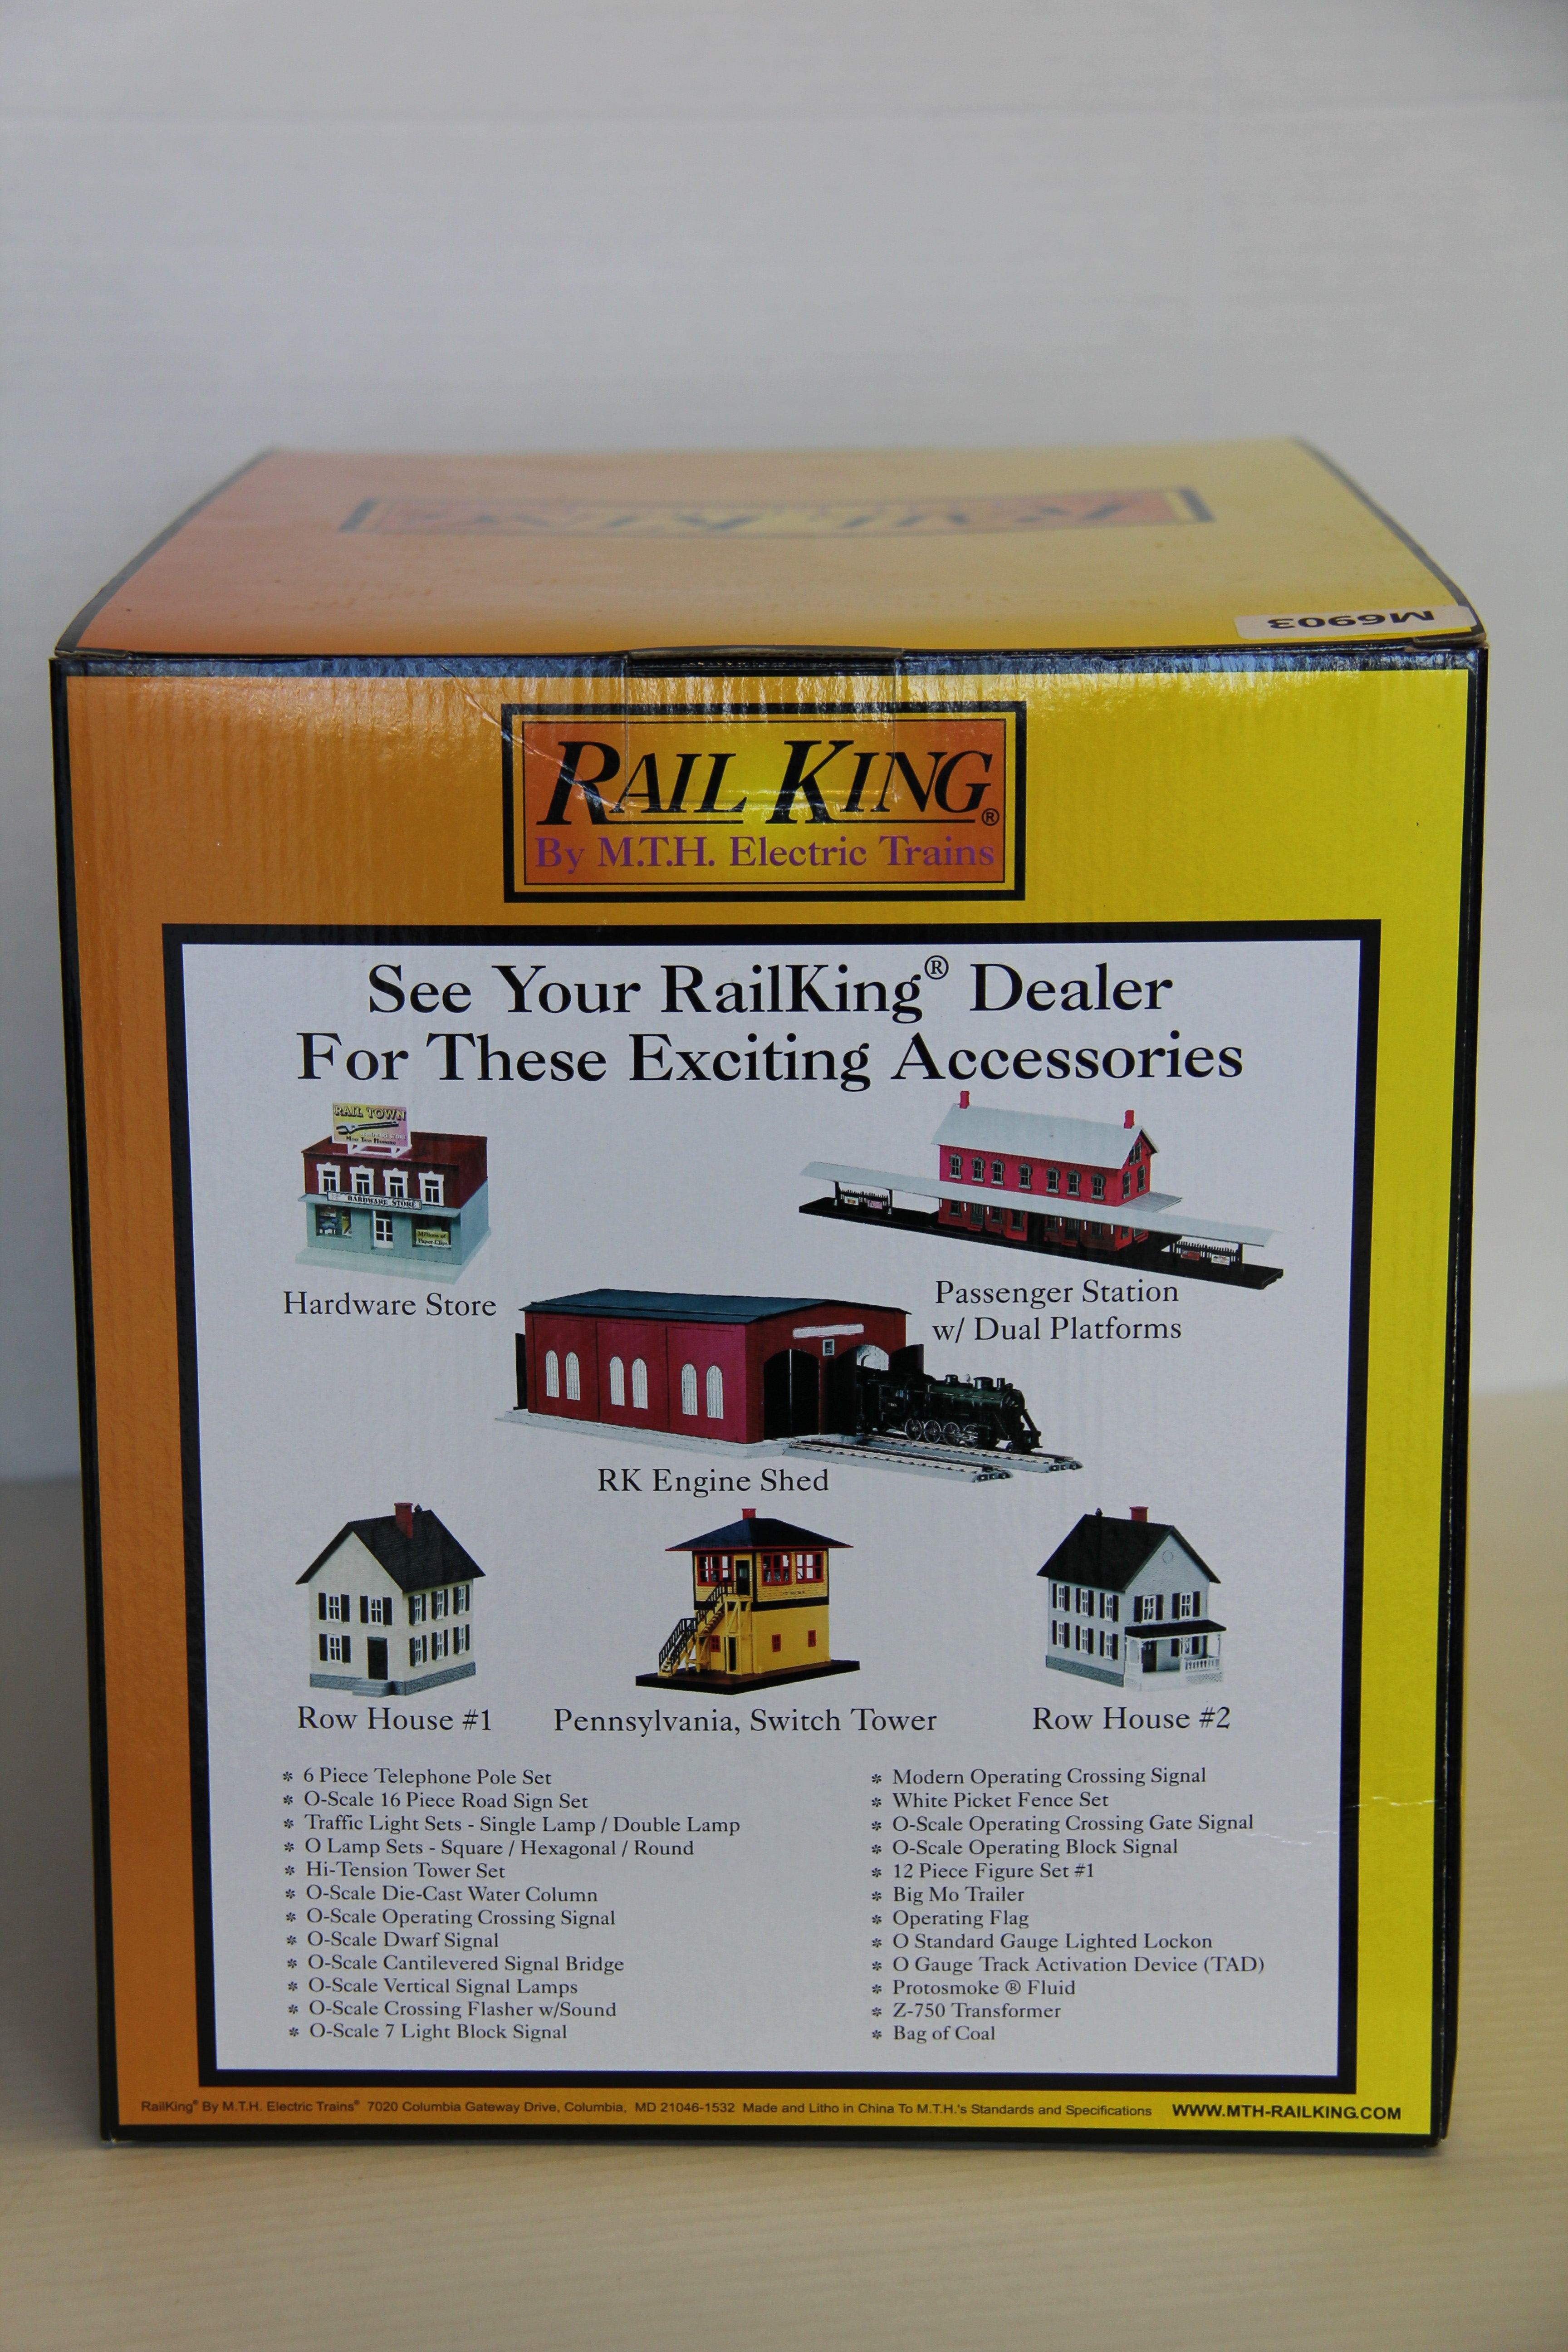 M6903
RAIL KING®
By M.T.H. Electric Trains
See Your RailKing® Dealer
For These Exciting Accessories
RAIL TOWN
HARDWARE STORE
Hardware Store
Passenger Station
w/ Dual Platforms
RK Engine Shed
Row House #1
Pennsylvania, Switch Tower
Row House #2
* 6 Piece Telephone Pole Set
* O-Scale 16 Piece Road Sign Set
* Traffic Light Sets - Single Lamp / Double Lamp
* O Lamp Sets - Square / Hexagonal / Round
* Hi-Tension Tower Set
* O-Scale Die-Cast Water Column
* O-Scale Operating Crossing Signal
* O-Scale Dwarf Signal
* O-Scale Cantilevered Signal Bridge
* O-Scale Vertical Signal Lamps
* O-Scale Crossing Flasher w/Sound
* O-Scale 7 Light Block Signal
* Modern Operating Crossing Signal
* White Picket Fence Set
* O-Scale Operating Crossing Gate Signal
* O-Scale Operating Block Signal
* 12 Piece Figure Set #1
* Big Mo Trailer
* Operating Flag
* O Standard Gauge Lighted Lockon
* O Gauge Track Activation Device (TAD)
* Protosmoke ® Fluid
* Z-750 Transformer
* Bag of Coal
RailKing® By M.T.H. Electric Trains® 7020 Columbia Gateway Drive, Columbia, MD 21046-1532 Made and Litho in China To M.T.H.'s Standards and Specifications WWW.MTH-RAILKING.COM